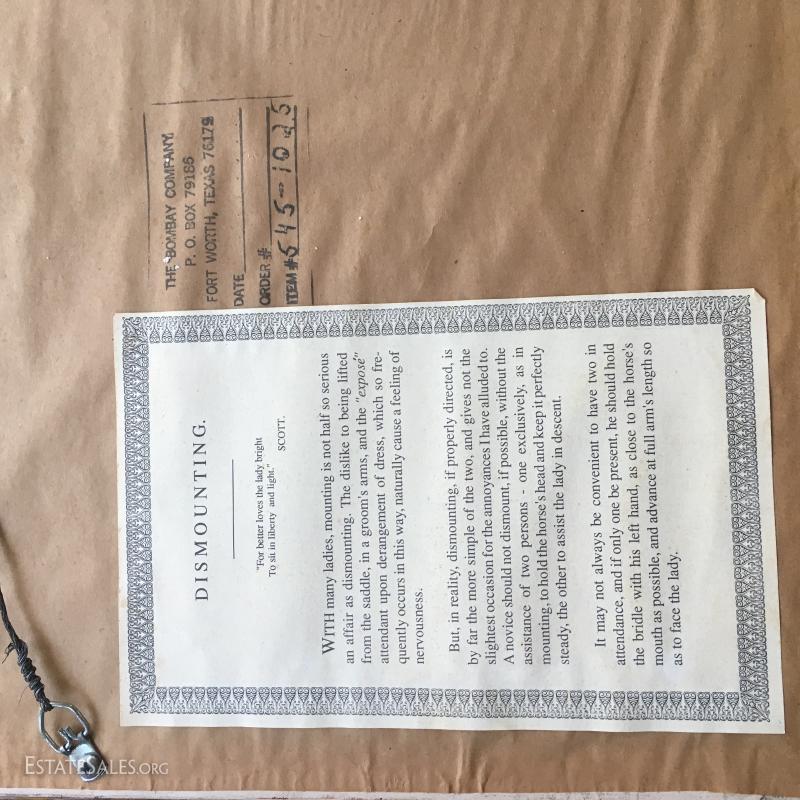 THE BOMBAY COMPANY,
P. O. BOX 79186
FORT WORTH, TEXAS 76179
DATE
ORDER #
ITEM # 545-1025
DISMOUNTING.
"For better loves the lady bright
To sit in liberty and light."
SCOTT.
WITH many ladies, mounting is not half so serious
an affair as dismounting. The dislike to being lifted
from the saddle, in a groom's arms, and the "exposé"
attendant upon derangement of dress, which so fre-
quently occurs in this way, naturally cause a feeling of
nervousness.
But, in reality, dismounting, if properly directed, is
by far the more simple of the two, and gives not the
slightest occasion for the annoyances I have alluded to.
A novice should not dismount, if possible, without the
assistance of two persons - one exclusively, as in
mounting, to hold the horse's head and keep it perfectly
steady, the other to assist the lady in descent.
It may not always be convenient to have two in
attendance, and if only one be present, he should hold
the bridle with his left hand, as close to the horse's
mouth as possible, and advance at full arm's length so
as to face the lady.
ESTATESALES.ORG